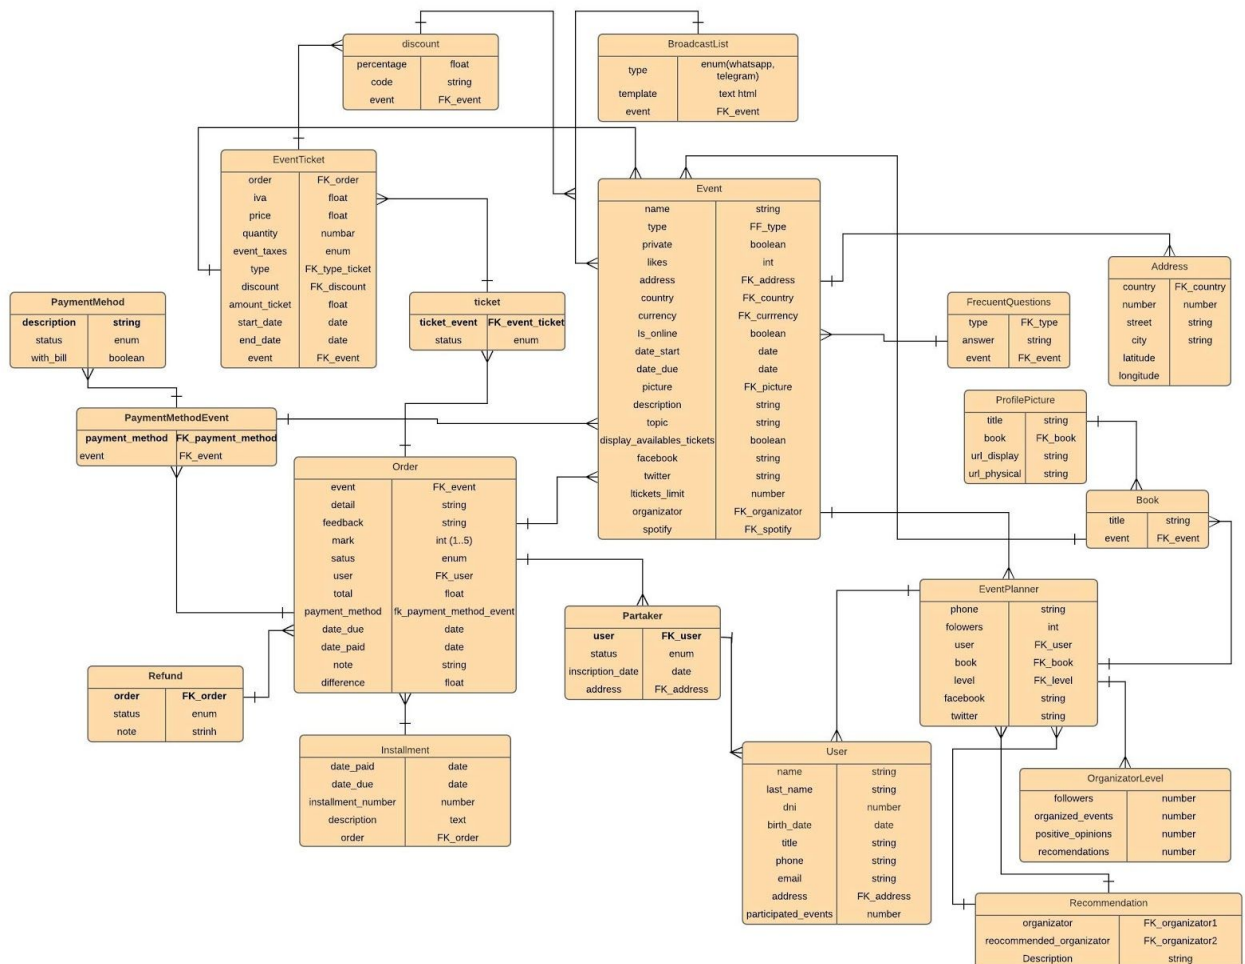 discount
percentage float
code string
event FK_event
BroadcastList
type enum(whatsapp,
telegram)
template text html
event FK_event
EventTicket
order FK_order
iva float
price float
quantity numbar
event_taxes enum
type FK_type_ticket
discount FK_discount
amount_ticket float
start_date date
end_date date
event FK_event
Event
name string
type FF_type
private boolean
likes int
address FK_address
country FK_country
currency FK_currrency
Is_online boolean
date_start date
date_due date
picture FK_picture
description string
topic string
display_availables_tickets boolean
facebook string
twitter string
ltickets_limit number
organizator FK_organizator
spotify FK_spotify
Address
country FK_country
number number
street string
city string
latitude
longitude
PaymentMehod
description string
status enum
with_bill boolean
ticket
ticket_event FK_event_ticket
status enum
FrecuentQuestions
type FK_type
answer string
event FK_event
ProfilePicture
title string
book FK_book
url_display string
url_physical string
PaymentMethodEvent
payment_method FK_payment_method
event FK_event
Order
event FK_event
detail string
feedback string
mark int (1..5)
satus enum
user FK_user
total float
payment_method fk_payment_method_event
date_due date
date_paid date
note string
difference float
Book
title string
event FK_event
EventPlanner
phone string
folowers int
user FK_user
book FK_book
level FK_level
facebook string
twitter string
Partaker
user FK_user
status enum
inscription_date date
address FK_address
Refund
order FK_order
status enum
note strinh
Installment
date_paid date
date_due date
installment_number number
description text
order FK_order
User
name string
last_name string
dni number
birth_date date
title string
phone string
email string
address FK_address
participated_events number
OrganizatorLevel
followers number
organized_events number
positive_opinions number
recomendations number
Recommendation
organizator FK_organizator1
reocommended_organizator FK_organizator2
Description string